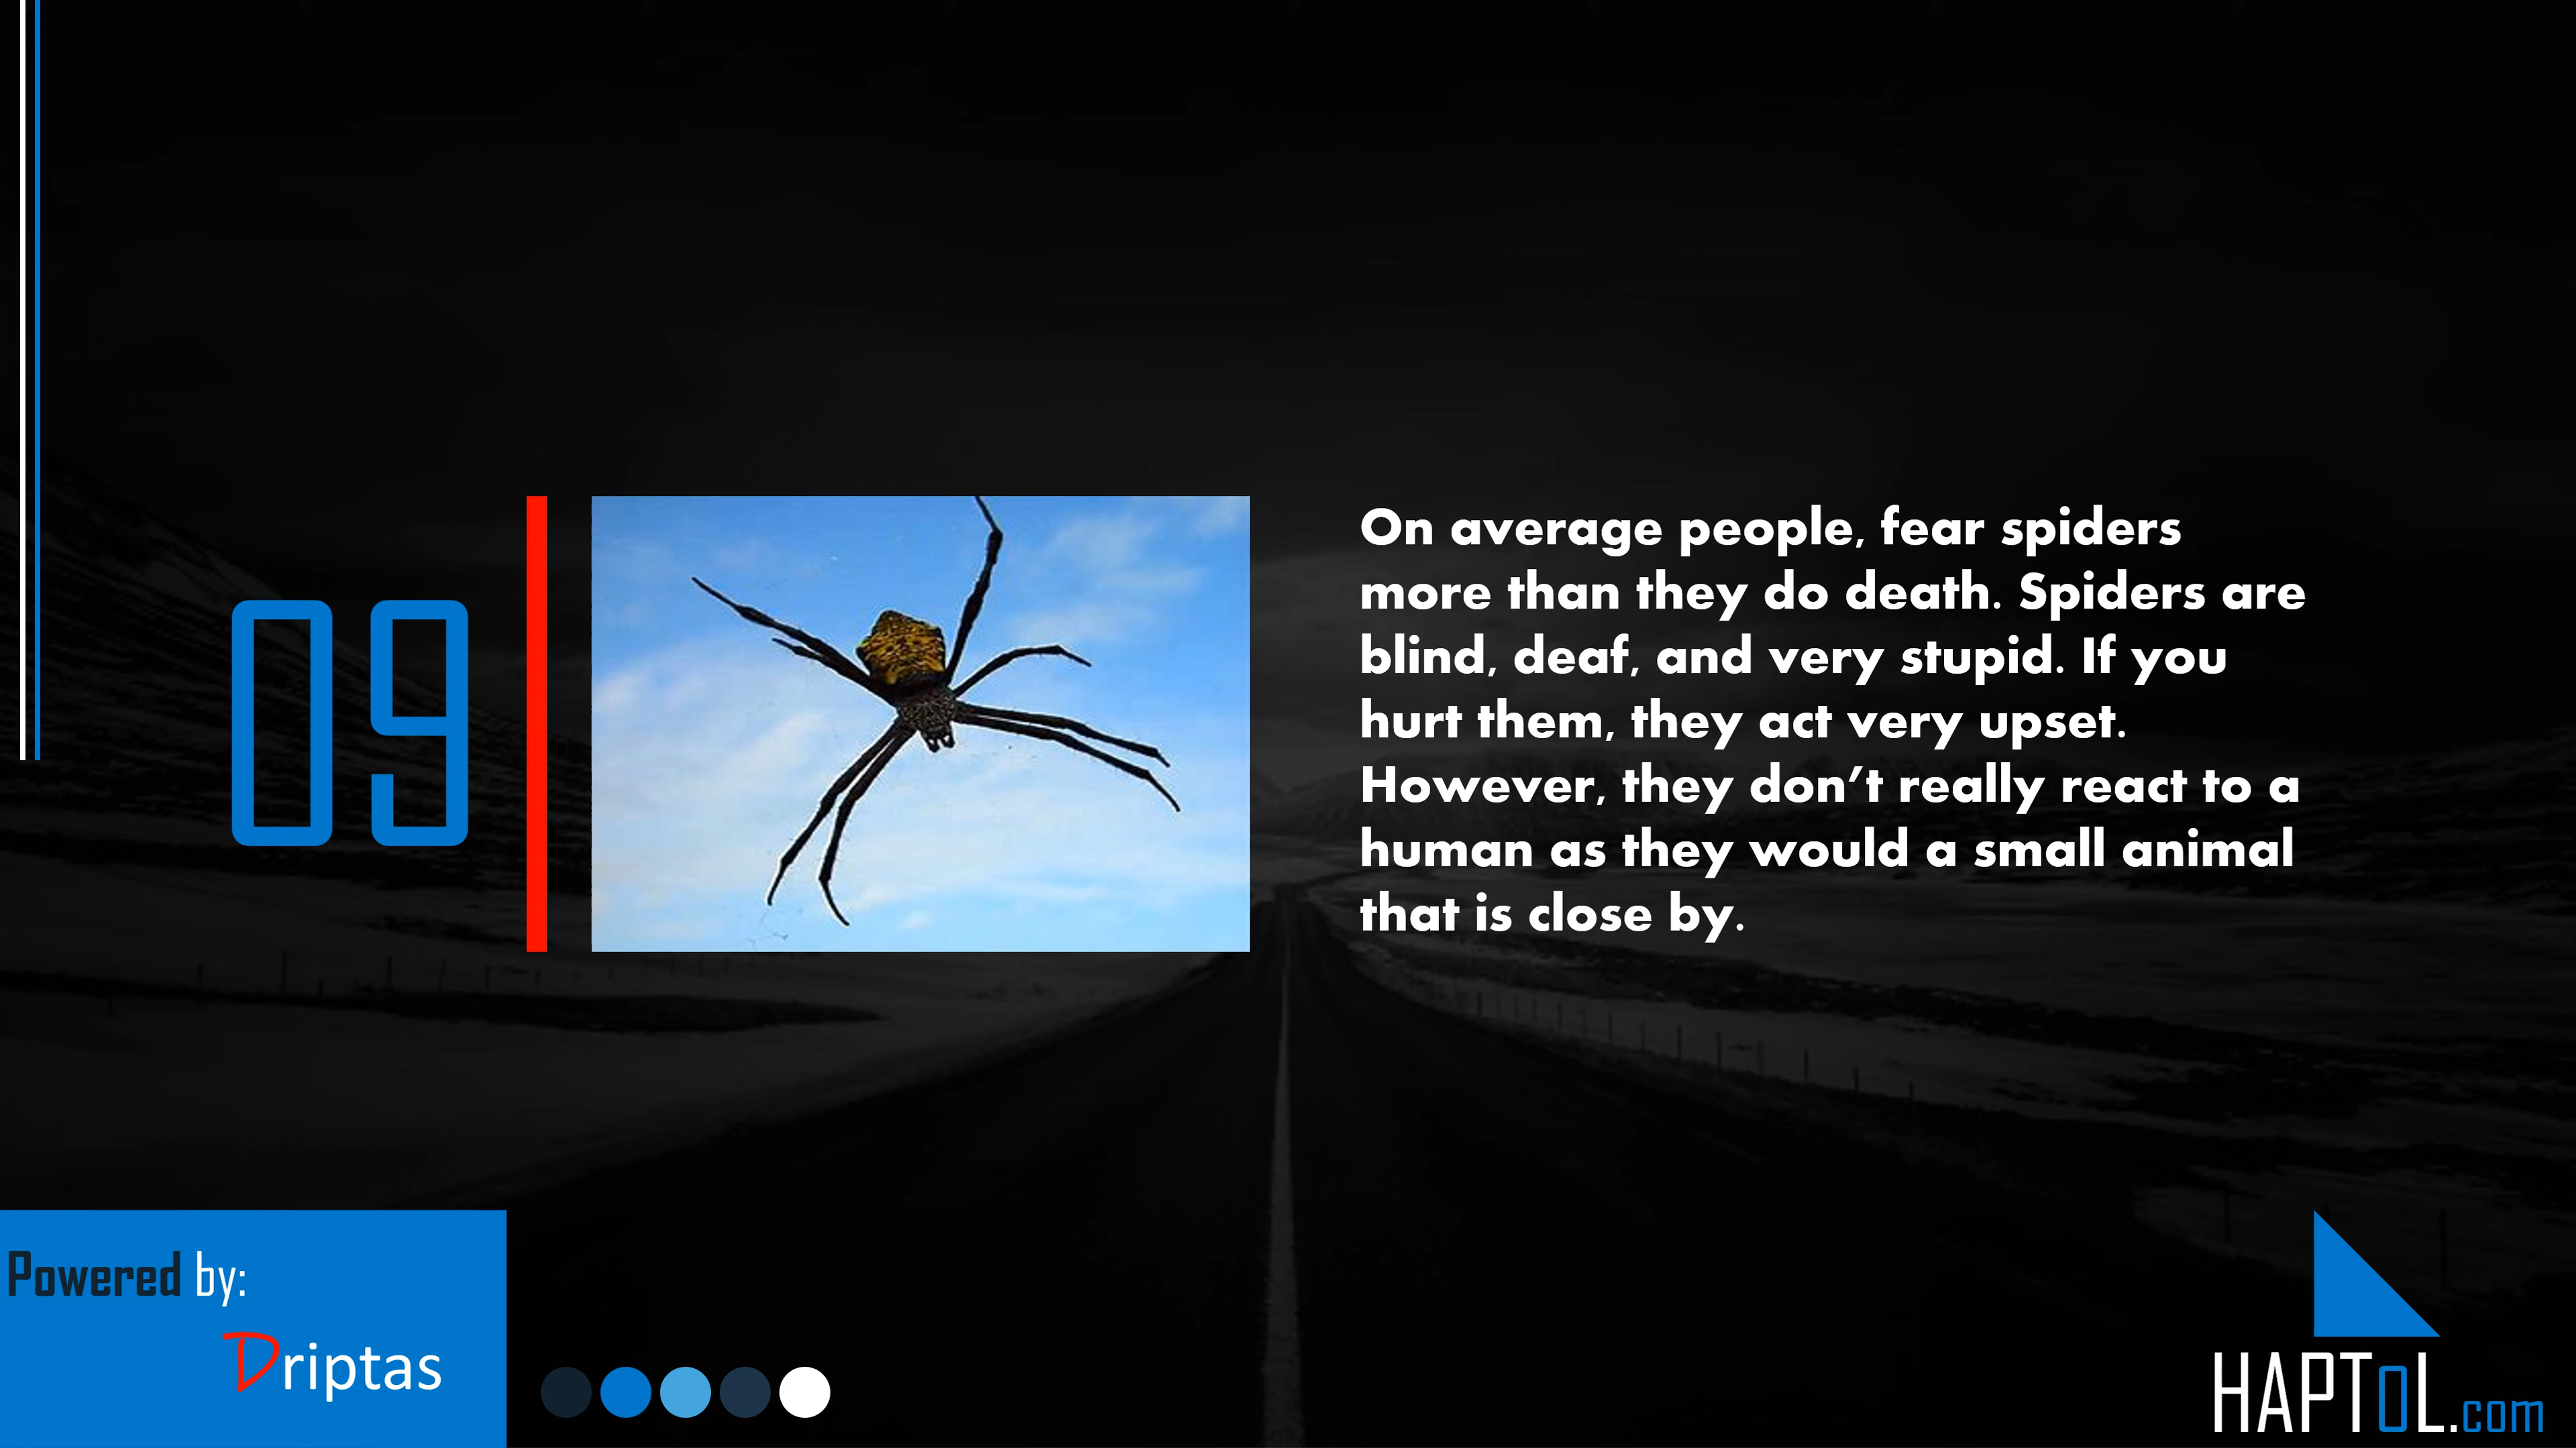 09
On average people, fear spiders
more than they do death. Spiders are
blind, deaf, and very stupid. If you
hurt them, they act very upset.
However, they don’t really react to a
human as they would a small animal
that is close by.
Powered by:
Driptas
HAPToL.com